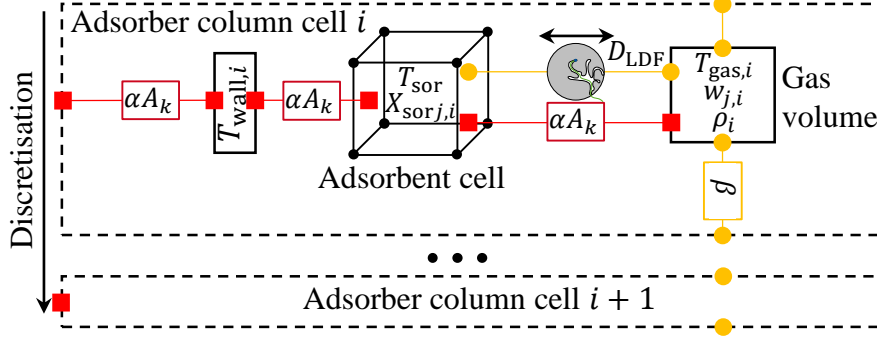 Adsorber column cell i
Discretisation
αA_k
T_wall,i
αA_k
T_sor
X_sor j,i
Adsorbent cell
D_LDF
αA_k
T_gas,i
w_j,i
ρ_i
Gas
volume
β
Adsorber column cell i + 1